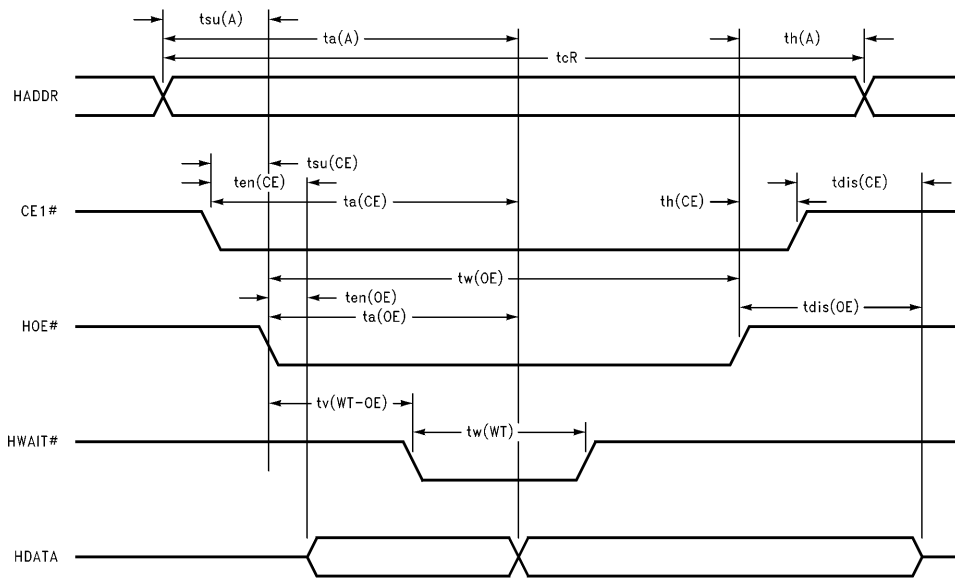 tsu(A)
ta(A)
th(A)
tcR
HADDR
tsu(CE)
ten(CE)
tdis(CE)
ta(CE)
th(CE)
CE1#
tw(OE)
ten(OE)
ta(OE)
tdis(OE)
HOE#
tv(WT-OE)
tw(WT)
HWAIT#
HDATA